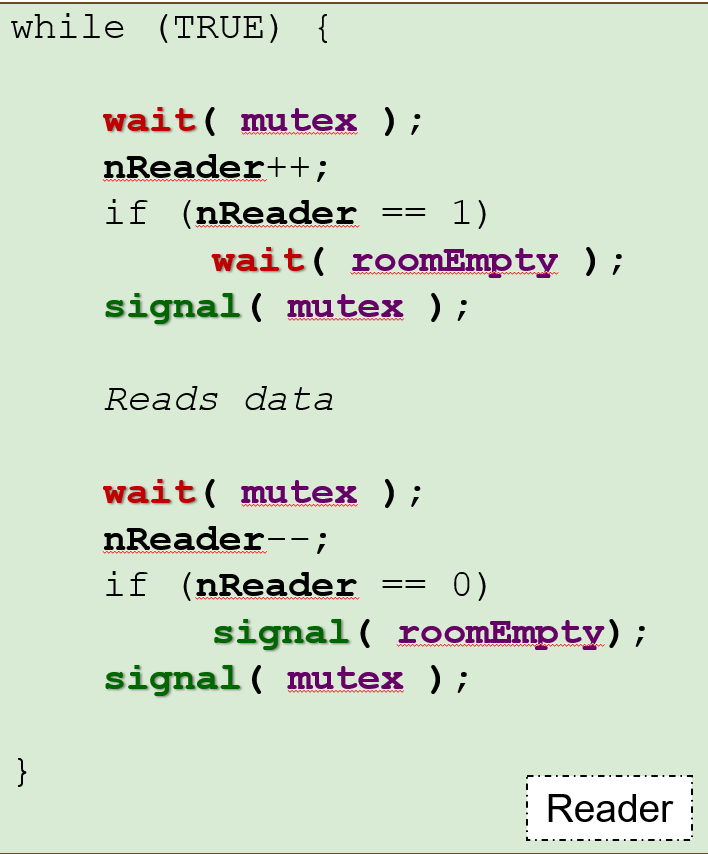 while (TRUE) {
wait( mutex );
nReader++;
if (nReader == 1)
wait( roomEmpty );
signal( mutex );
Reads data
wait( mutex );
nReader--;
if (nReader == 0)
signal( roomEmpty);
signal( mutex );
}
Reader